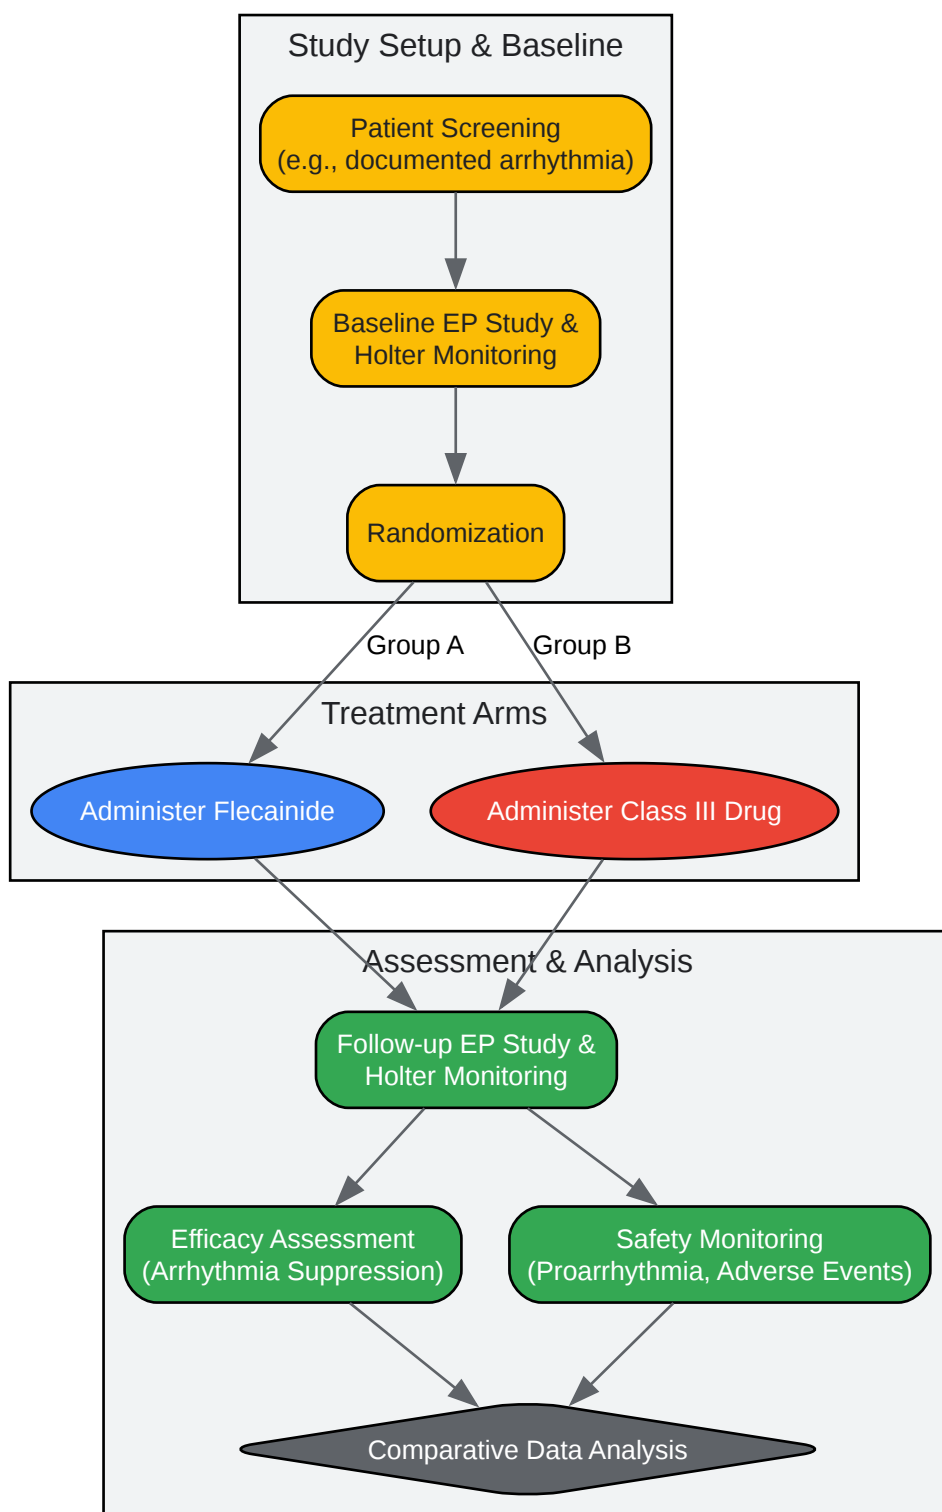 Study Setup & Baseline
Patient Screening
(e.g., documented arrhythmia)
Baseline EP Study &
Holter Monitoring
Randomization
Group A
Group B
Treatment Arms
Administer Flecainide
Administer Class III Drug
Assessment & Analysis
Follow-up EP Study &
Holter Monitoring
Efficacy Assessment
(Arrhythmia Suppression)
Safety Monitoring
(Proarrhythmia, Adverse Events)
Comparative Data Analysis